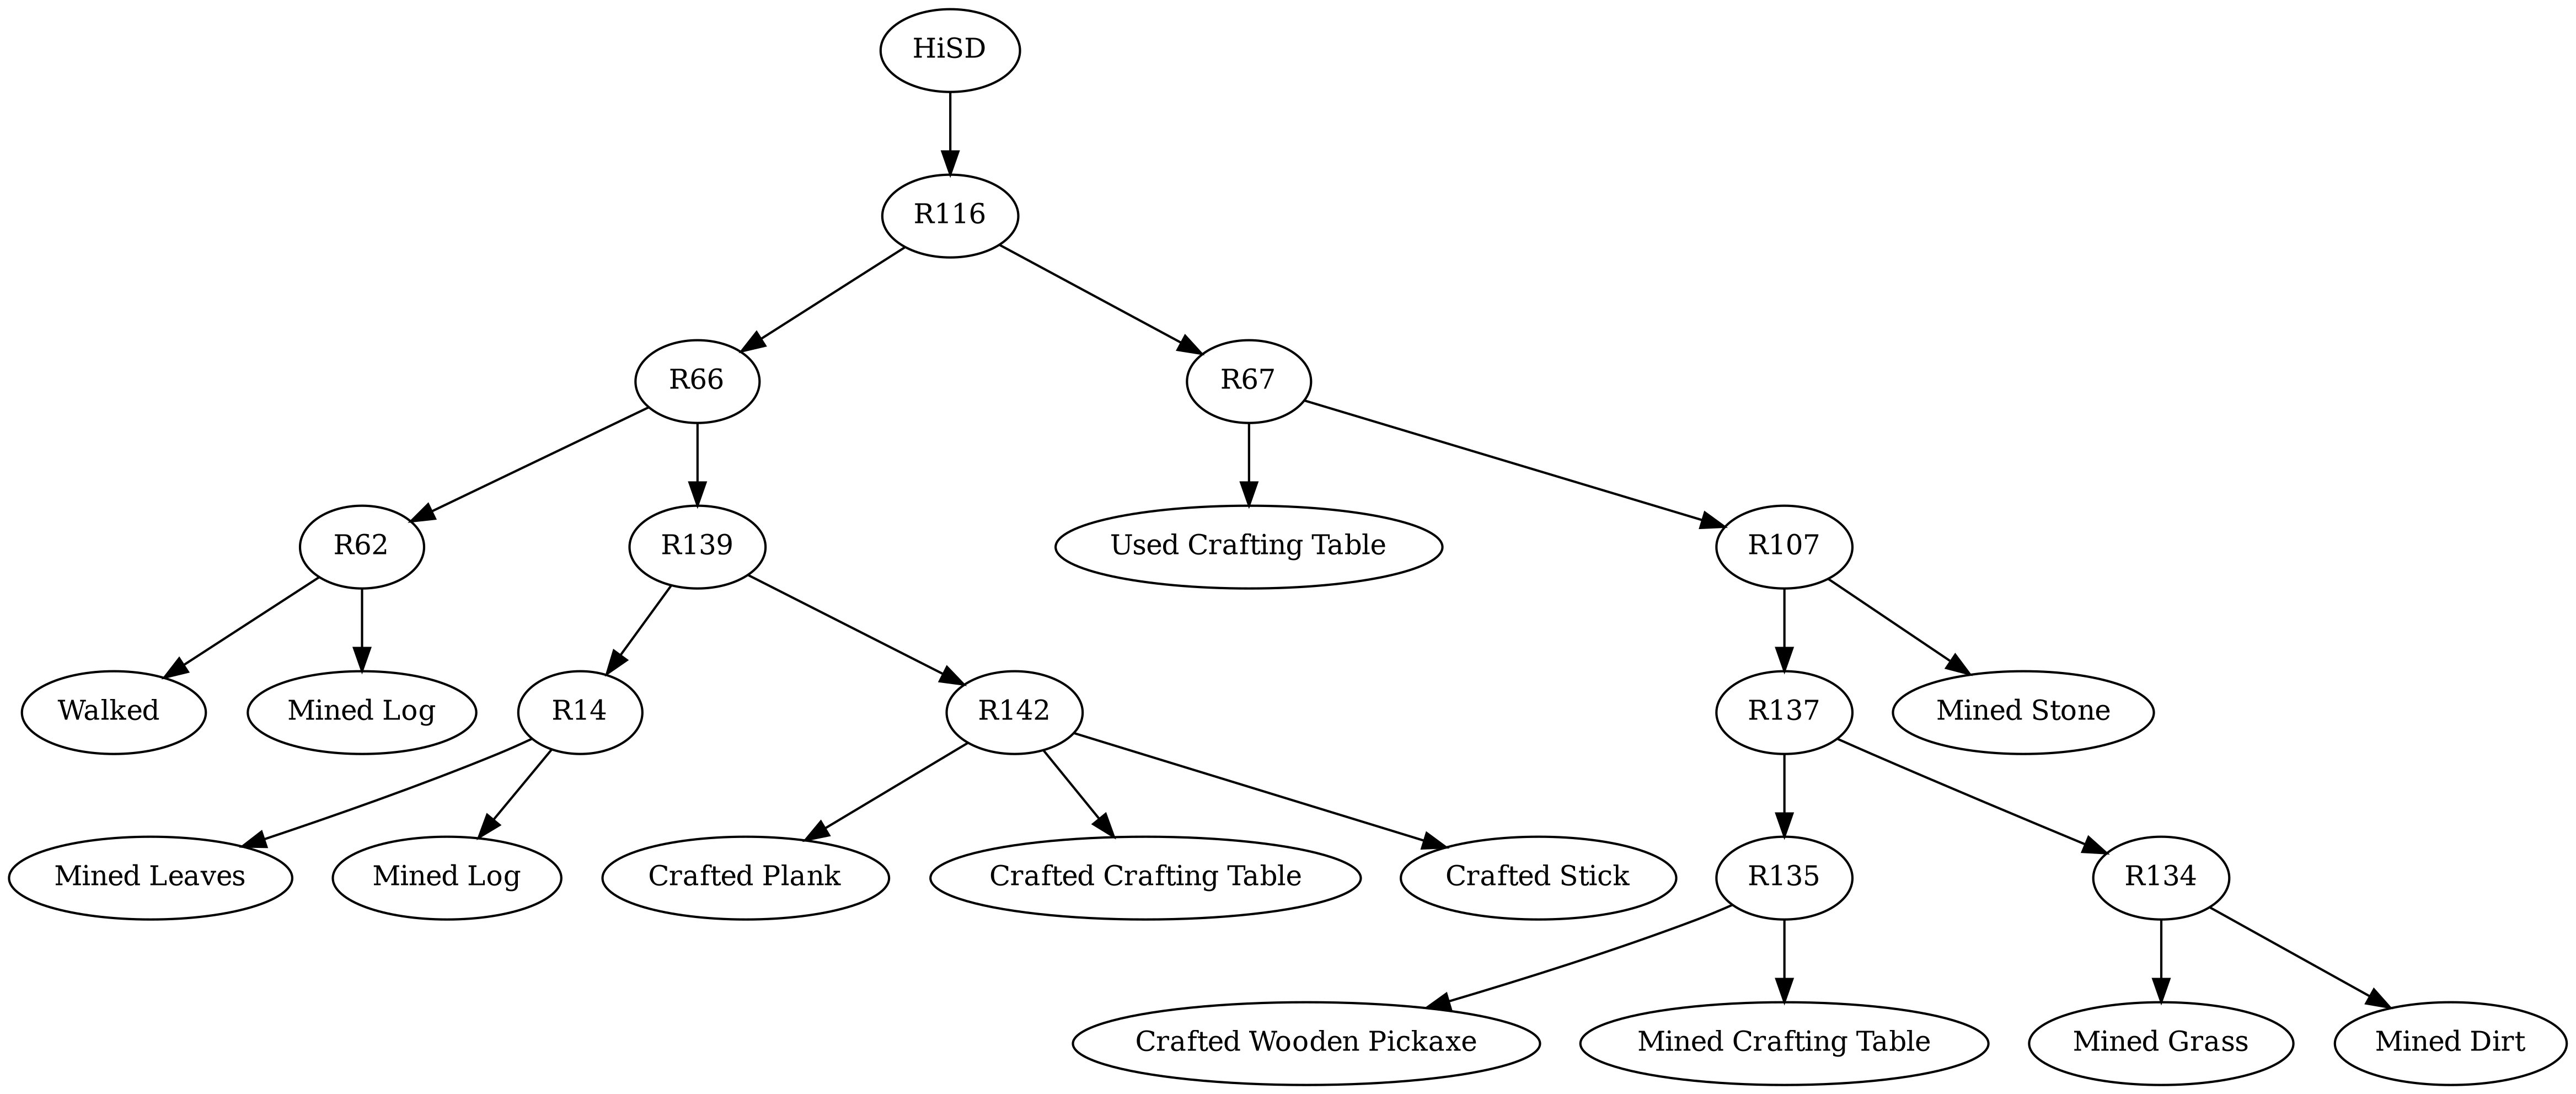 HiSD
R116
R66
R67
R62
R139
Used Crafting Table
R107
Walked
Mined Log
R14
R142
R137
Mined Stone
Mined Leaves
Mined Log
Crafted Plank
Crafted Crafting Table
Crafted Stick
R135
R134
Crafted Wooden Pickaxe
Mined Crafting Table
Mined Grass
Mined Dirt